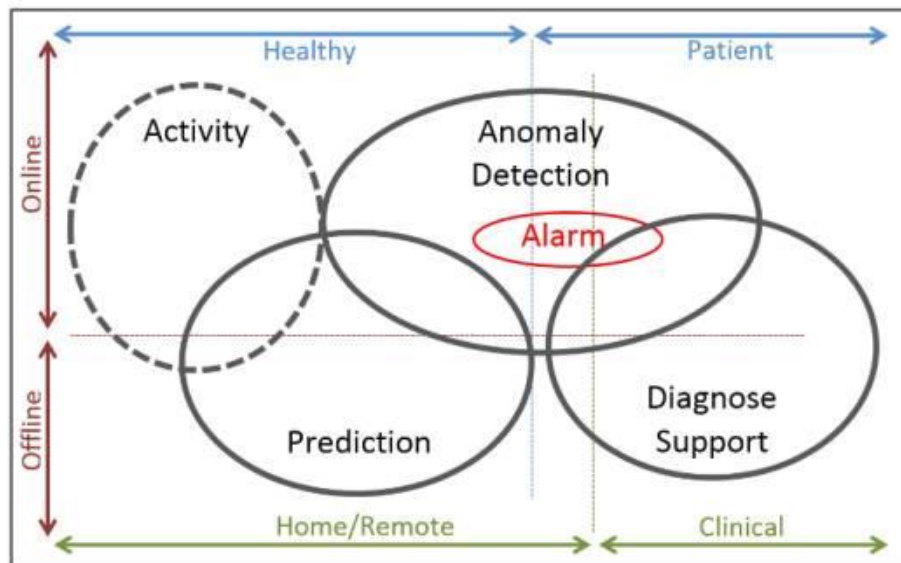 Healthy
Patient
Online
Activity
Anomaly
Detection
Alarm
Offline
Prediction
Diagnose
Support
Home/Remote
Clinical